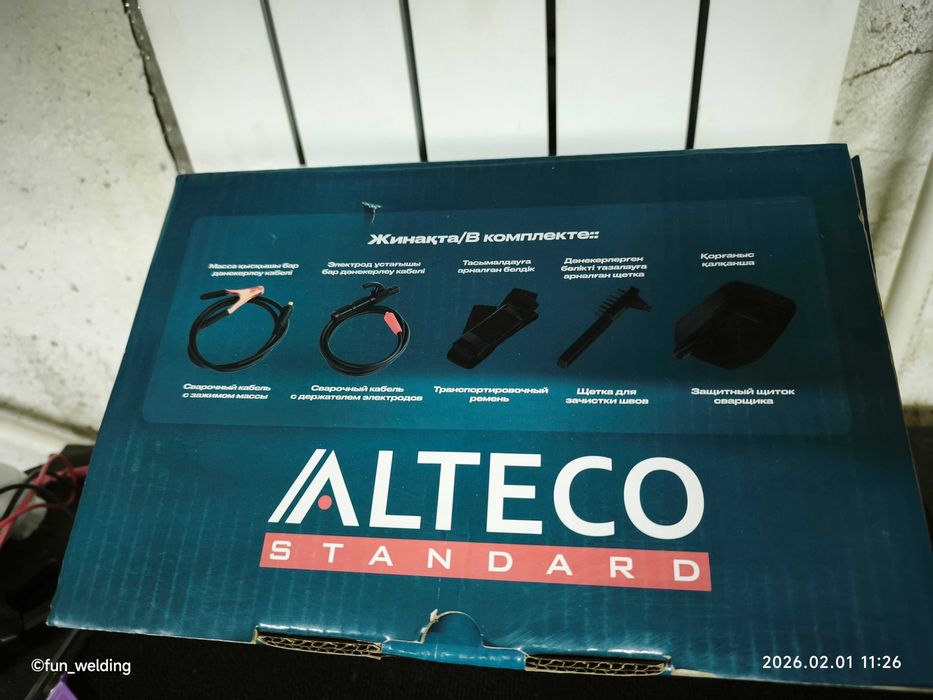 Жинақта/В комплекте::
Масса қысқышы бар
дәнекерлеу кабелі
Электрод ұстағышы
бар дәнекерлеу кабелі
Тасымалдауға
арналған белдік
Дәнекерлерген
бөлікті тазалауға
арналған щетка
Қорғаныс
қалқанша
Сварочный кабель
с зажимом массы
Сварочный кабель
с держателем электродов
Транспортировочный
ремень
Щетка для
зачистки швов
Защитный щиток
сварщика
ALTECO
STANDARD
©fun_welding
2026.02.01 11:26